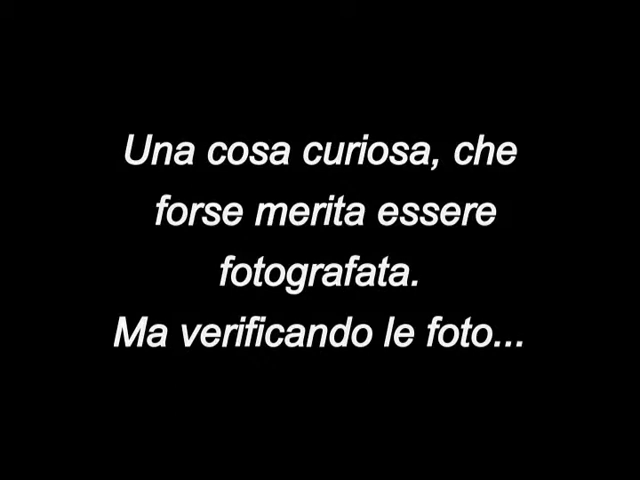 Una cosa curiosa, che
forse merita essere
fotografata.
Ma verificando le foto...